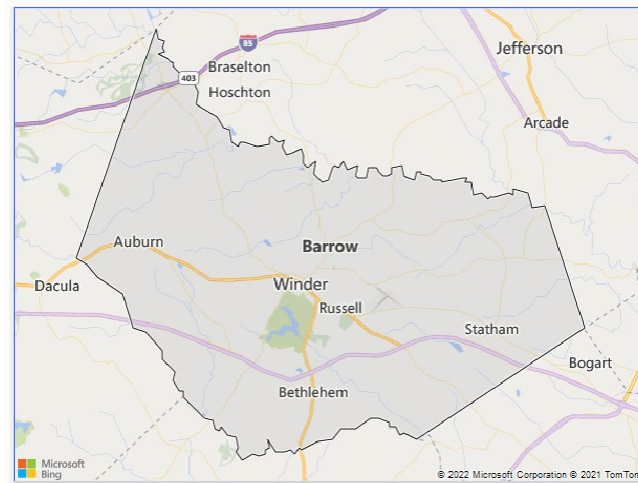 85
Jefferson
Braselton
403
Hoschton
Arcade
Auburn
Barrow
Dacula
Winder
Russell
Statham
Bogart
Bethlehem
Microsoft
Bing
© 2022 Microsoft Corporation © 2021 TomTom